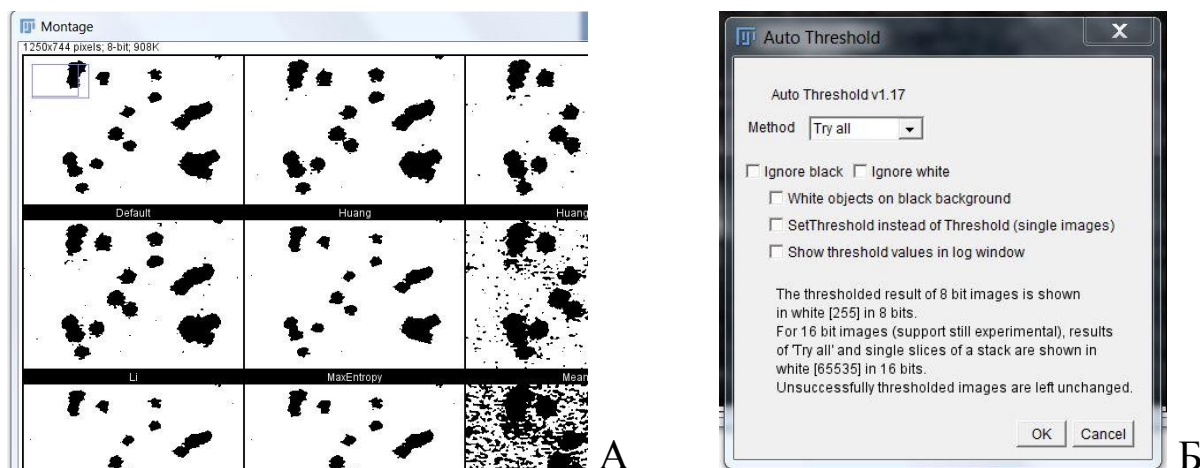 Montage
1250x744 pixels; 8-bit; 908K
Default
Huang
Huang
Li
MaxEntropy
Mean
А
Auto Threshold
Auto Threshold v1.17
Method Try all
Ignore black Ignore white
White objects on black background
SetThreshold instead of Threshold (single images)
Show threshold values in log window
The thresholded result of 8 bit images is shown
in white [255] in 8 bits.
For 16 bit images (support still experimental), results
of 'Try all' and single slices of a stack are shown in
white [65535] in 16 bits.
Unsuccessfully thresholded images are left unchanged.
OK Cancel
Б